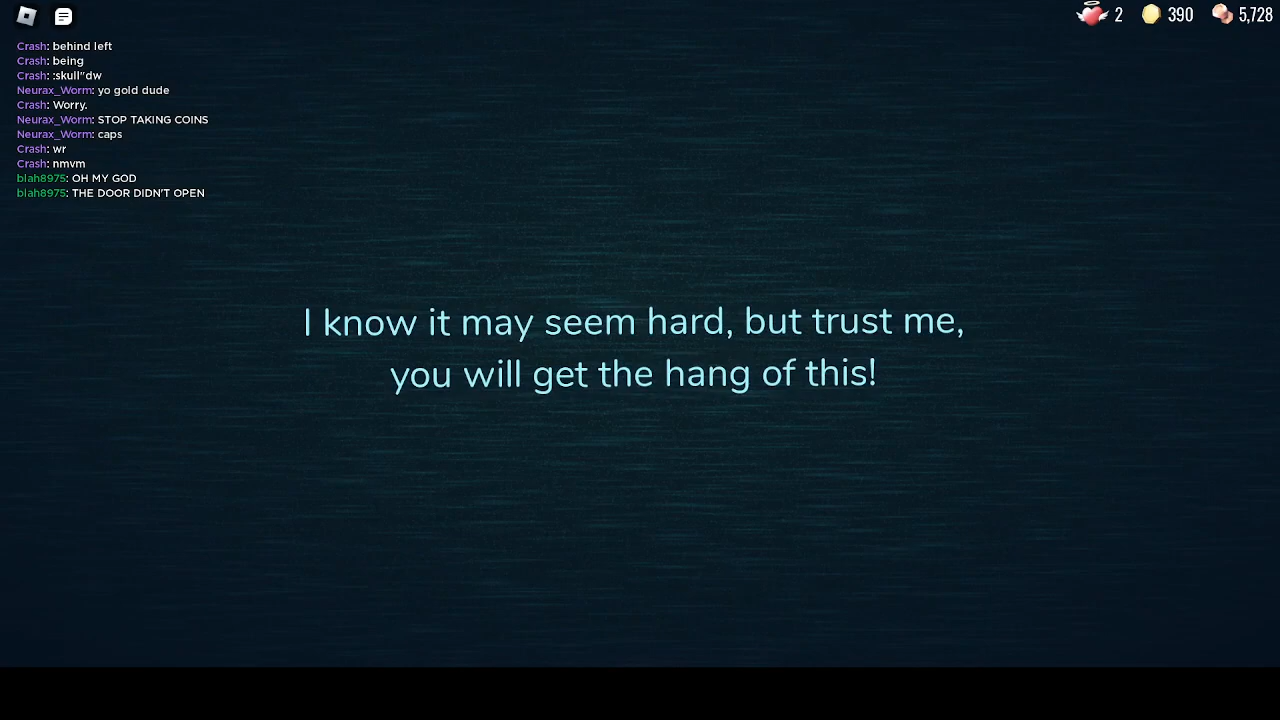 2 390 5,728
Crash: behind left
Crash: being
Crash: :skull"dw
Neurax_Worm: yo gold dude
Crash: Worry.
Neurax_Worm: STOP TAKING COINS
Neurax_Worm: caps
Crash: wr
Crash: nmvm
blah8975: OH MY GOD
blah8975: THE DOOR DIDN'T OPEN
I know it may seem hard, but trust me,
you will get the hang of this!